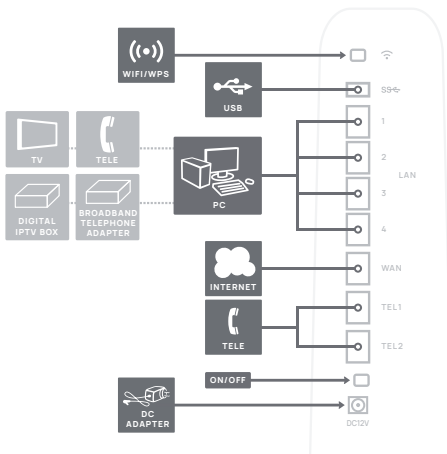 WIFI/WPS
USB
SS
1
TV
TELE
2
LAN
PC
3
DIGITAL
IPTV BOX
BROADBAND
TELEPHONE
ADAPTER
4
INTERNET
WAN
TEL1
TELE
TEL2
ON/OFF
DC
ADAPTER
DC12V